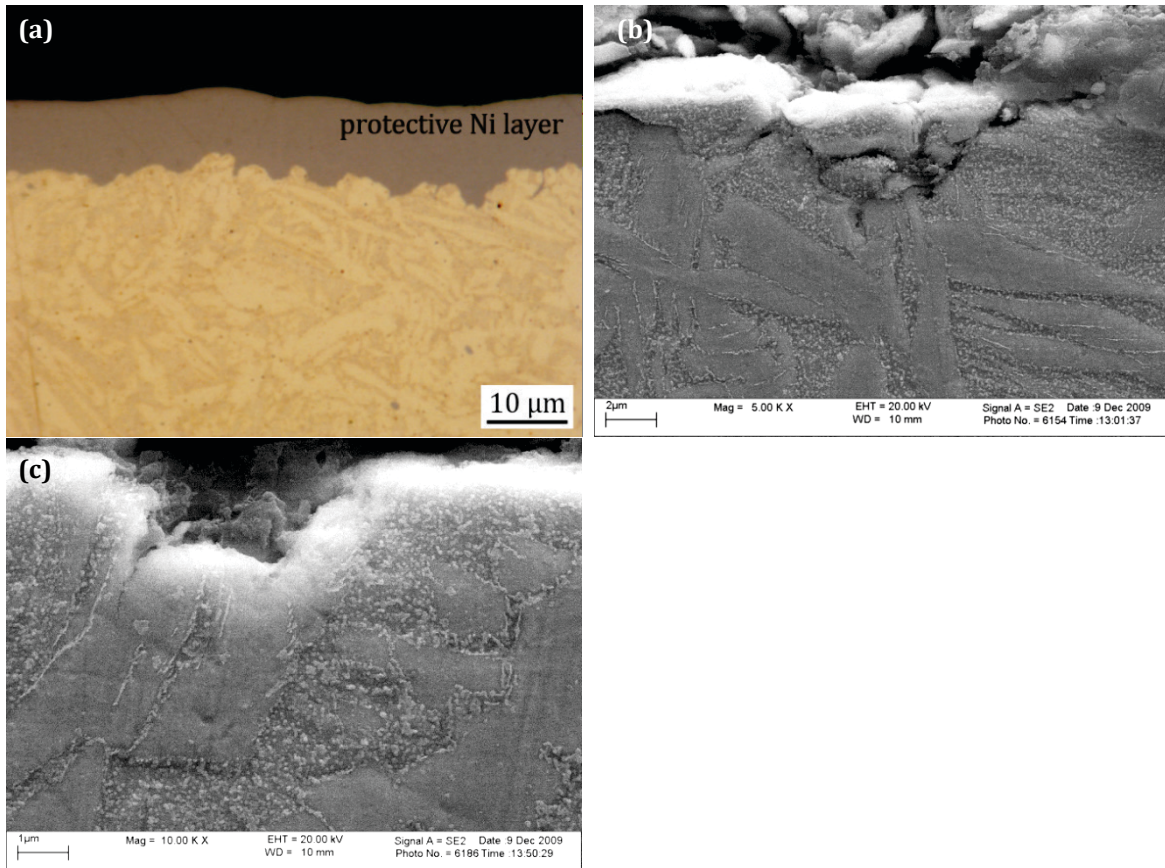 (a)
protective Ni layer
10 µm
(b)
2µm
Mag = 5.00 K X
EHT = 20.00 kV
WD = 10 mm
Signal A = SE2 Date :9 Dec 2009
Photo No. = 6154 Time :13:01:37
(c)
1µm
Mag = 10.00 K X
EHT = 20.00 kV
WD = 10 mm
Signal A = SE2 Date :9 Dec 2009
Photo No. = 6186 Time :13:50:29